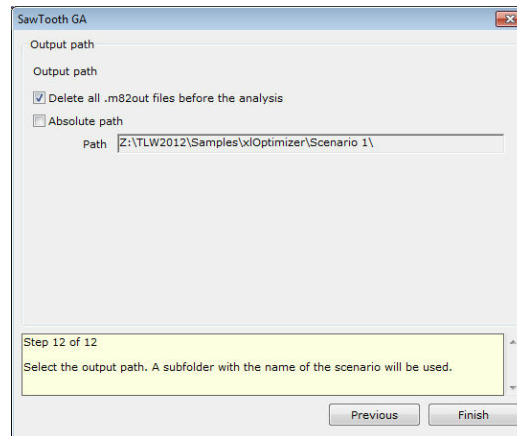 SawTooth GA
Output path
Output path
Delete all .m82out files before the analysis
Absolute path
Path Z:\TLW2012\Samples\xlOptimizer\Scenario 1\
Step 12 of 12
Select the output path. A subfolder with the name of the scenario will be used.
Previous Finish